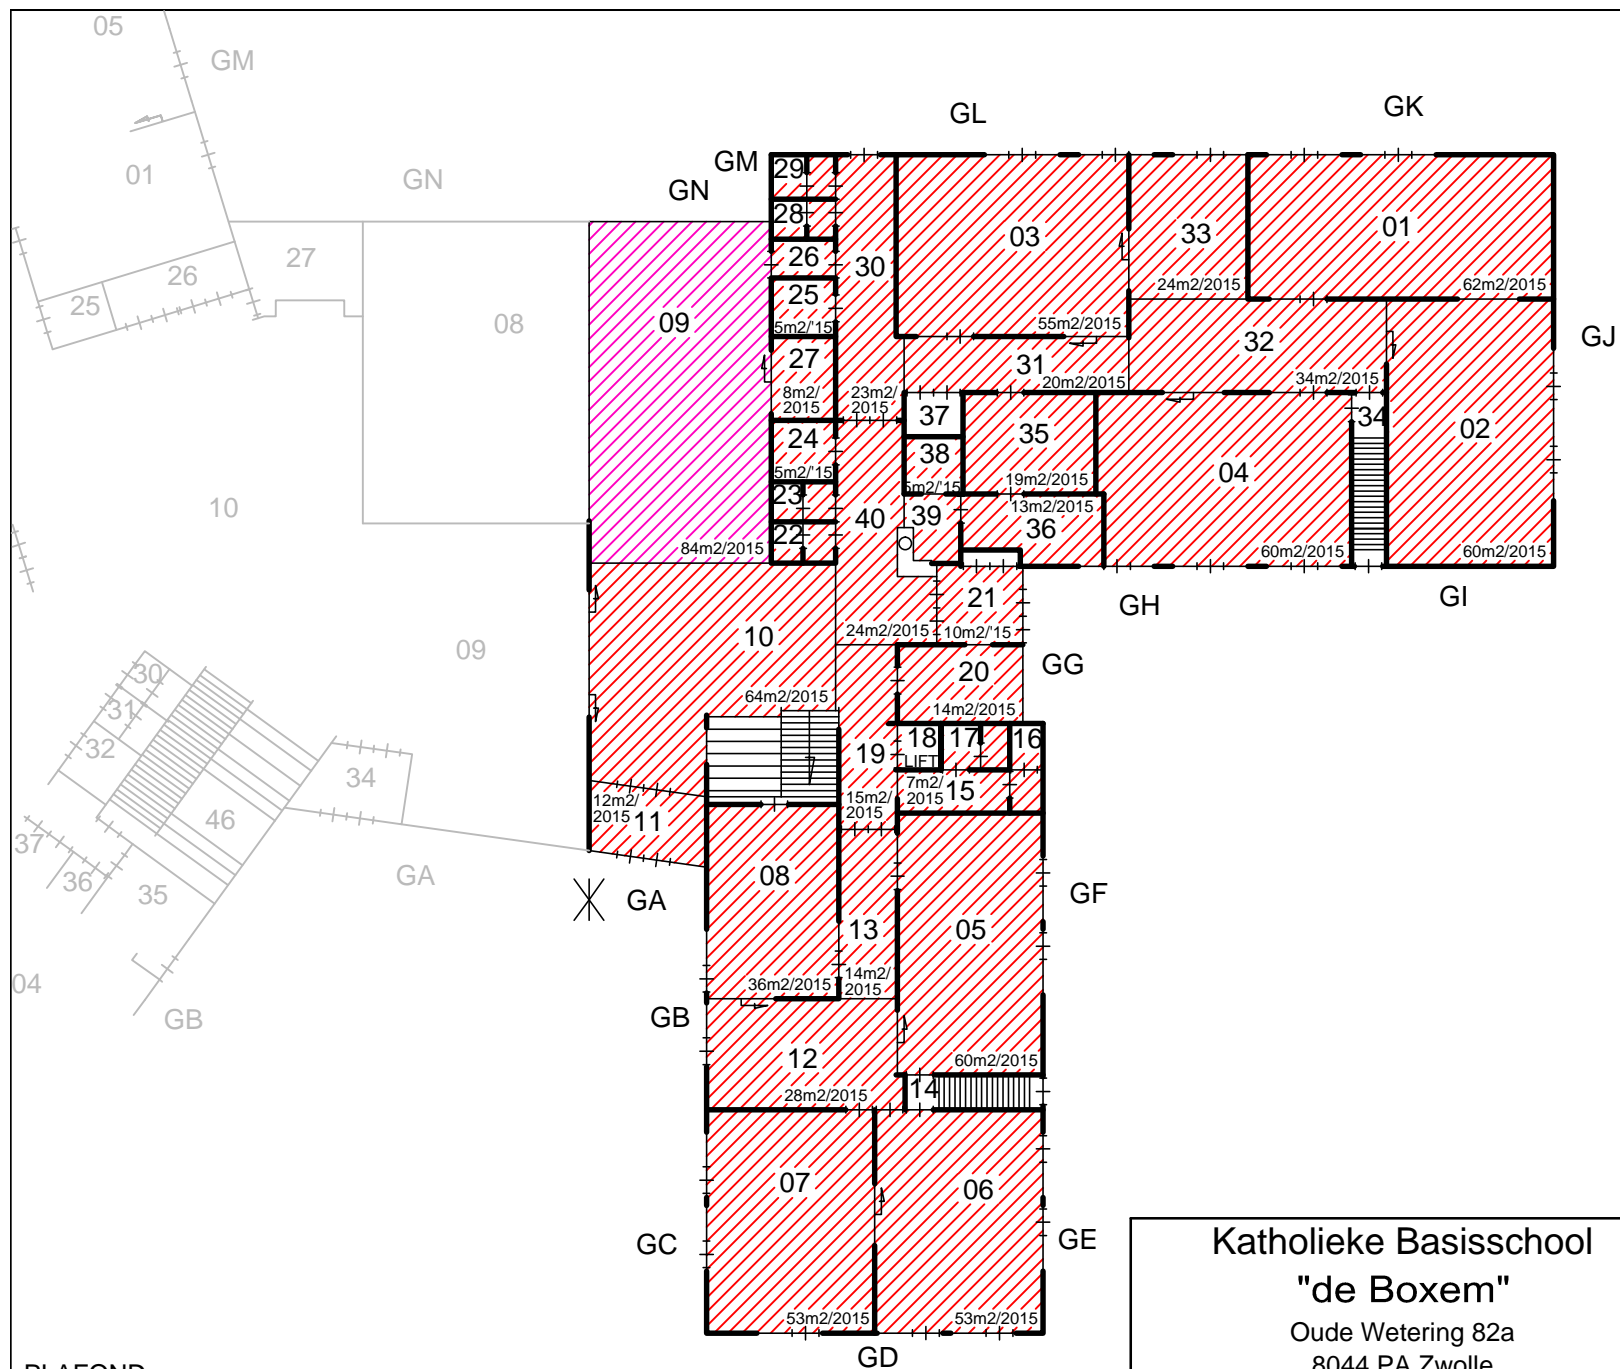 05
GM
GK
GL
GM
29
01
GN
GN
28
03
33
01
26
30
27
26
25
25
24m2/2015
62m2/2015
08
09
5m2/'15
55m2/2015
GJ
32
27
31
20m2/2015
34m2/2015
8m2/
2015
23m2/
2015
37
34
24
35
02
38
5m2/'15
5m2/'15
19m2/2015
04
23
10
40
39
13m2/2015
36
22
84m2/2015
60m2/2015
60m2/2015
21
GH
GI
10
24m2/2015
10m2/'15
09
GG
20
30
64m2/2015
14m2/2015
31
18
17
16
32
19
LIFT
34
7m2/
2015
15
12m2/
2015
15m2/
2015
46
11
37
GA
08
36
35
GA
GF
13
05
04
36m2/2015
14m2/
2015
GB
GB
12
60m2/2015
28m2/2015
14
07
06
GC
GE
Katholieke Basisschool
"de Boxem"
53m2/2015
53m2/2015
Oude Wetering 82a
GD
8044 PA Zwolle
PLAFOND